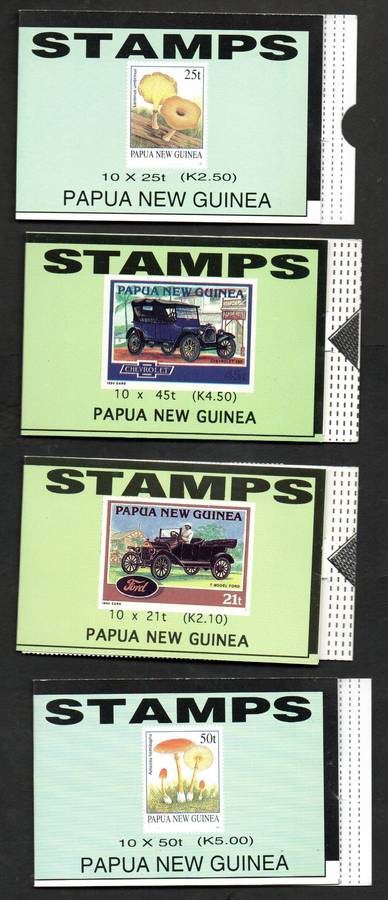 STAMPS
25t
Lentinus umbrinus
PAPUA NEW GUINEA
10 X 25t (K2.50)
PAPUA NEW GUINEA
STAMPS
PAPUA NEW GUINEA
CHEVROLET
1994 CARS
10 x 45t (K4.50)
PAPUA NEW GUINEA
STAMPS
PAPUA NEW GUINEA
Ford
T MODEL FORD
1994 CARS
21t
10 x 21t (K2.10)
PAPUA NEW GUINEA
STAMPS
50t
PAPUA NEW GUINEA
10 X 50t (K5.00)
PAPUA NEW GUINEA